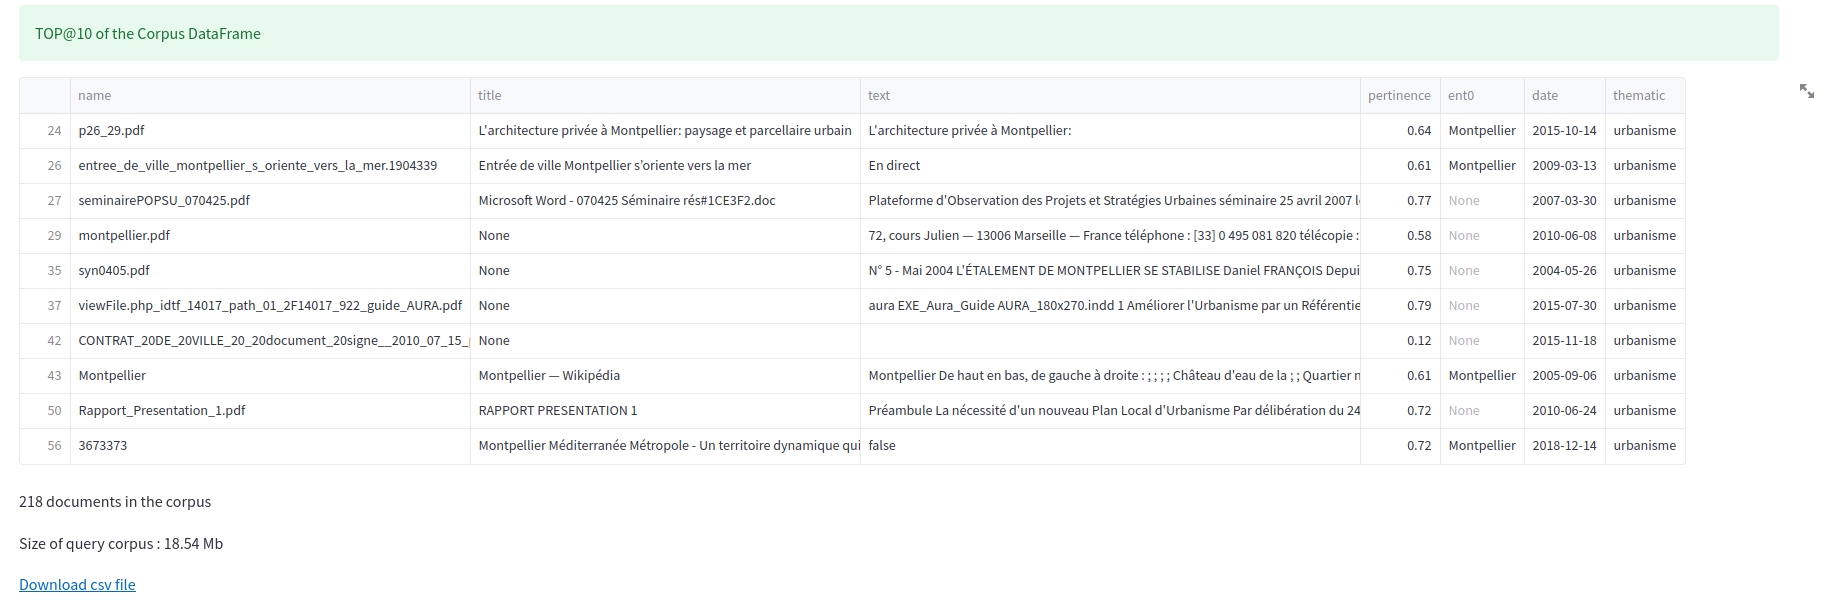 TOP@10 of the Corpus DataFrame
name title text pertinence ent0 date thematic
24 p26_29.pdf L'architecture privée à Montpellier: paysage et parcellaire urbain L'architecture privée à Montpellier: 0.64 Montpellier 2015-10-14 urbanisme
26 entree_de_ville_montpellier_s_oriente_vers_la_mer.1904339 Entrée de ville Montpellier s’oriente vers la mer En direct 0.61 Montpellier 2009-03-13 urbanisme
27 seminairePOPSU_070425.pdf Microsoft Word - 070425 Séminaire rés#1CE3F2.doc Plateforme d'Observation des Projets et Stratégies Urbaines séminaire 25 avril 2007 0.77 None 2007-03-30 urbanisme
29 montpellier.pdf None 72, cours Julien — 13006 Marseille — France téléphone : [33] 0 495 081 820 télécopie : 0.58 None 2010-06-08 urbanisme
35 syn0405.pdf None N° 5 - Mai 2004 L'ÉTALEMENT DE MONTPELLIER SE STABILISE Daniel FRANÇOIS Depui 0.75 None 2004-05-26 urbanisme
37 viewFile.php_idtf_14017_path_01_2F14017_922_guide_AURA.pdf None aura EXE_Aura_Guide AURA_180x270.indd 1 Améliorer l'Urbanisme par un Référentie 0.79 None 2015-07-30 urbanisme
42 CONTRAT_20DE_20VILLE_20_20document_20signe__2010_07_15_ None 0.12 None 2015-11-18 urbanisme
43 Montpellier Montpellier — Wikipédia Montpellier De haut en bas, de gauche à droite : ; ; ; ; Château d'eau de la ; ; Quartier 0.61 Montpellier 2005-09-06 urbanisme
50 Rapport_Presentation_1.pdf RAPPORT PRESENTATION 1 Préambule La nécessité d'un nouveau Plan Local d'Urbanisme Par délibération du 24 0.72 None 2010-06-24 urbanisme
56 3673373 Montpellier Méditerranée Métropole - Un territoire dynamique qui false 0.72 Montpellier 2018-12-14 urbanisme
218 documents in the corpus
Size of query corpus : 18.54 Mb
Download csv file